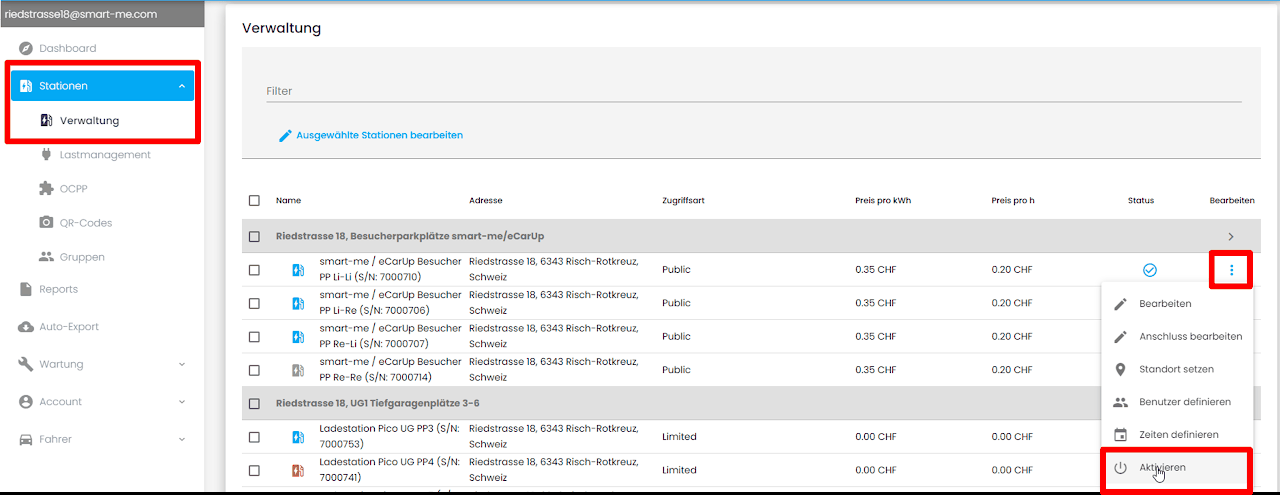 riedstrasse18@smart-me.com
Dashboard
Stationen
Verwaltung
Lastmanagement
OCPP
QR-Codes
Gruppen
Reports
Auto-Export
Wartung
Account
Fahrer
Verwaltung
Filter
Ausgewählte Stationen bearbeiten
Name Adresse Zugriffsart Preis pro kWh Preis pro h Status Bearbeiten
Riedstrasse 18, Besucherparkplätze smart-me/eCarUp
smart-me / eCarUp Besucher Riedstrasse 18, 6343 Risch-Rotkreuz,
Public 0.35 CHF 0.20 CHF
PP Li-Li (S/N: 7000710) Schweiz
smart-me / eCarUp Besucher Riedstrasse 18, 6343 Risch-Rotkreuz,
Public 0.35 CHF 0.20 CHF
PP Li-Re (S/N: 7000706) Schweiz
smart-me / eCarUp Besucher Riedstrasse 18, 6343 Risch-Rotkreuz,
Public 0.35 CHF 0.20 CHF
PP Re-Li (S/N: 7000707) Schweiz
smart-me / eCarUp Besucher Riedstrasse 18, 6343 Risch-Rotkreuz,
Public 0.35 CHF 0.20 CHF
PP Re-Re (S/N: 7000714) Schweiz
Riedstrasse 18, UG1 Tiefgaragenplätze 3-6
Ladestation Pico UG PP3 (S/N: Riedstrasse 18, 6343 Risch-Rotkreuz,
Limited 0.00 CHF 0.00 CHF
7000753) Schweiz
Ladestation Pico UG PP4 (S/N: Riedstrasse 18, 6343 Risch-Rotkreuz,
Limited 0.00 CHF 0.00 CHF
7000741) Schweiz
Bearbeiten
Anschluss bearbeiten
Standort setzen
Benutzer definieren
Zeiten definieren
Aktivieren